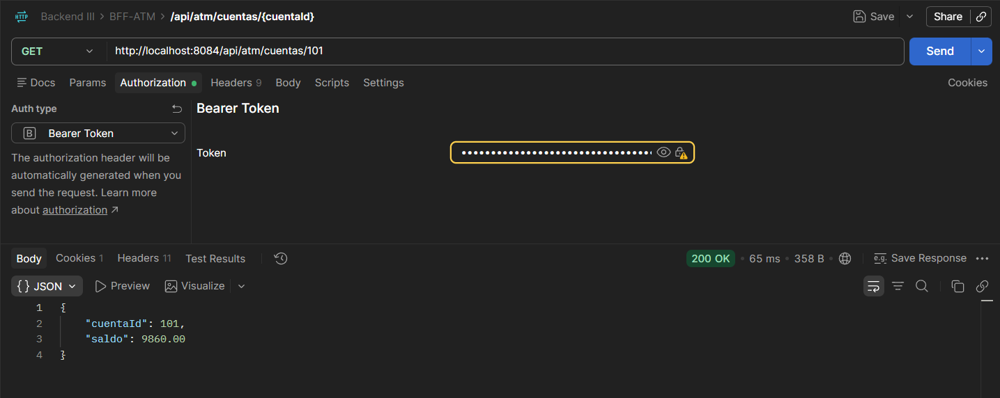 HTTP Backend III > BFF-ATM > /api/atm/cuentas/{cuentaId} Save Share
GET http://localhost:8084/api/atm/cuentas/101 Send
Docs Params Authorization Headers 9 Body Scripts Settings Cookies
Auth type
B Bearer Token
The authorization header will be
automatically generated when you
send the request. Learn more
about authorization ↗
Bearer Token
Token
Body Cookies 1 Headers 11 Test Results 200 OK • 65 ms • 358 B • e.g. Save Response
{} JSON Preview Visualize
1 {
2 "cuentaId": 101,
3 "saldo": 9860.00
4 }